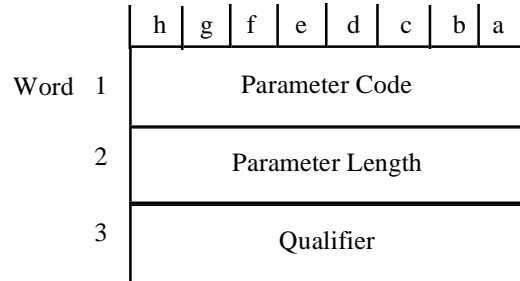 h g f e d c b a
Word 1 Parameter Code
2 Parameter Length
3 Qualifier